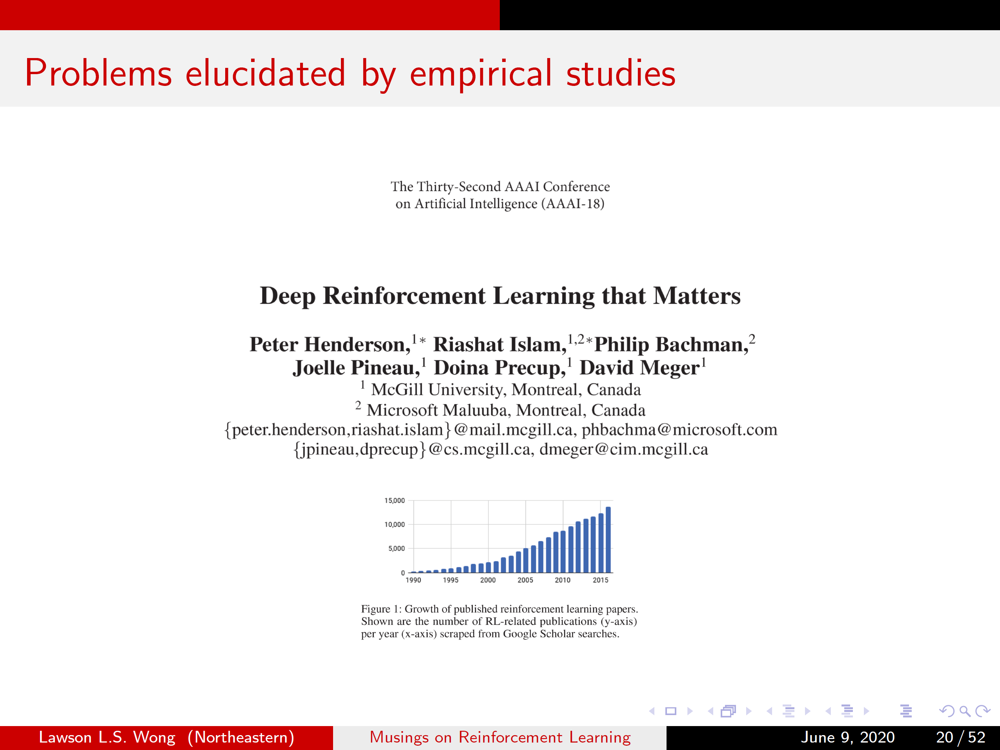 Problems elucidated by empirical studies
The Thirty-Second AAAI Conference
on Artificial Intelligence (AAAI-18)
Deep Reinforcement Learning that Matters
Peter Henderson,1* Riashat Islam,1,2*Philip Bachman,2
Joelle Pineau,1 Doina Precup,1 David Meger1
1 McGill University, Montreal, Canada
2 Microsoft Maluuba, Montreal, Canada
{peter.henderson,riashat.islam}@mail.mcgill.ca, phbachma@microsoft.com
{jpineau,dprecup}@cs.mcgill.ca, dmeger@cim.mcgill.ca
15,000
10,000
5,000
0
1990 1995 2000 2005 2010 2015
Figure 1: Growth of published reinforcement learning papers.
Shown are the number of RL-related publications (y-axis)
per year (x-axis) scraped from Google Scholar searches.
Lawson L.S. Wong (Northeastern) Musings on Reinforcement Learning June 9, 2020 20 / 52